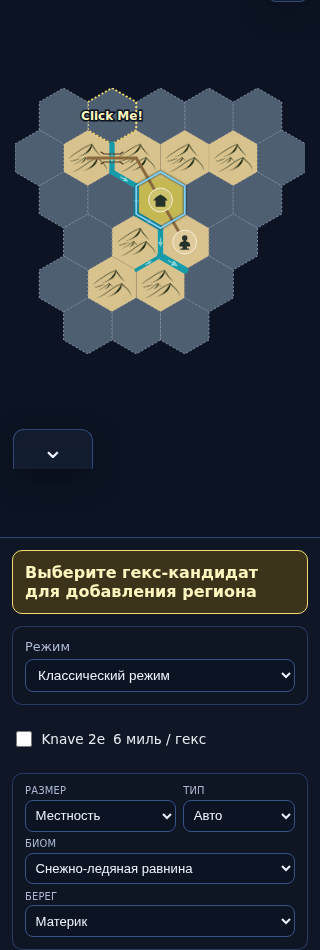 Click Me!
Выберите гекс-кандидат
для добавления региона
Режим
Классический режим
Knave 2e 6 миль / гекс
РАЗМЕР ТИП
Местность Авто
БИОМ
Снежно-ледяная равнина
БЕРЕГ
Материк